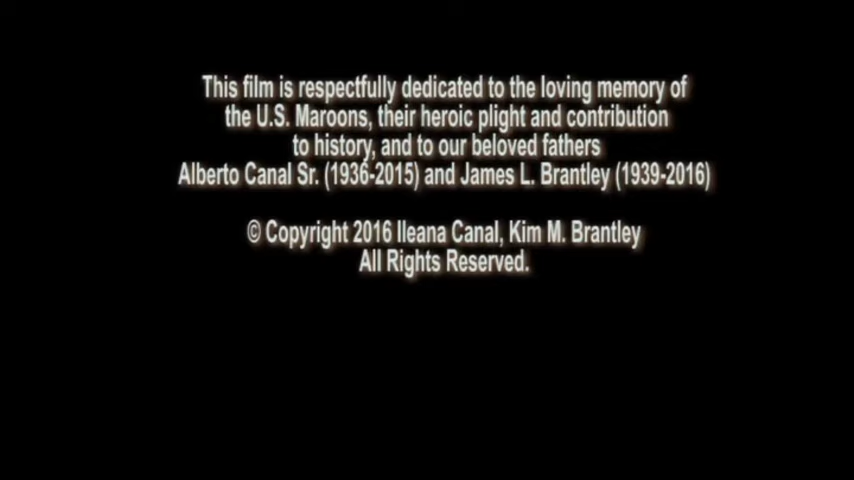 This film is respectfully dedicated to the loving memory of
the U.S. Maroons, their heroic plight and contribution
to history, and to our beloved fathers
Alberto Canal Sr. (1936-2015) and James L. Brantley (1939-2016)
© Copyright 2016 Ileana Canal, Kim M. Brantley
All Rights Reserved.